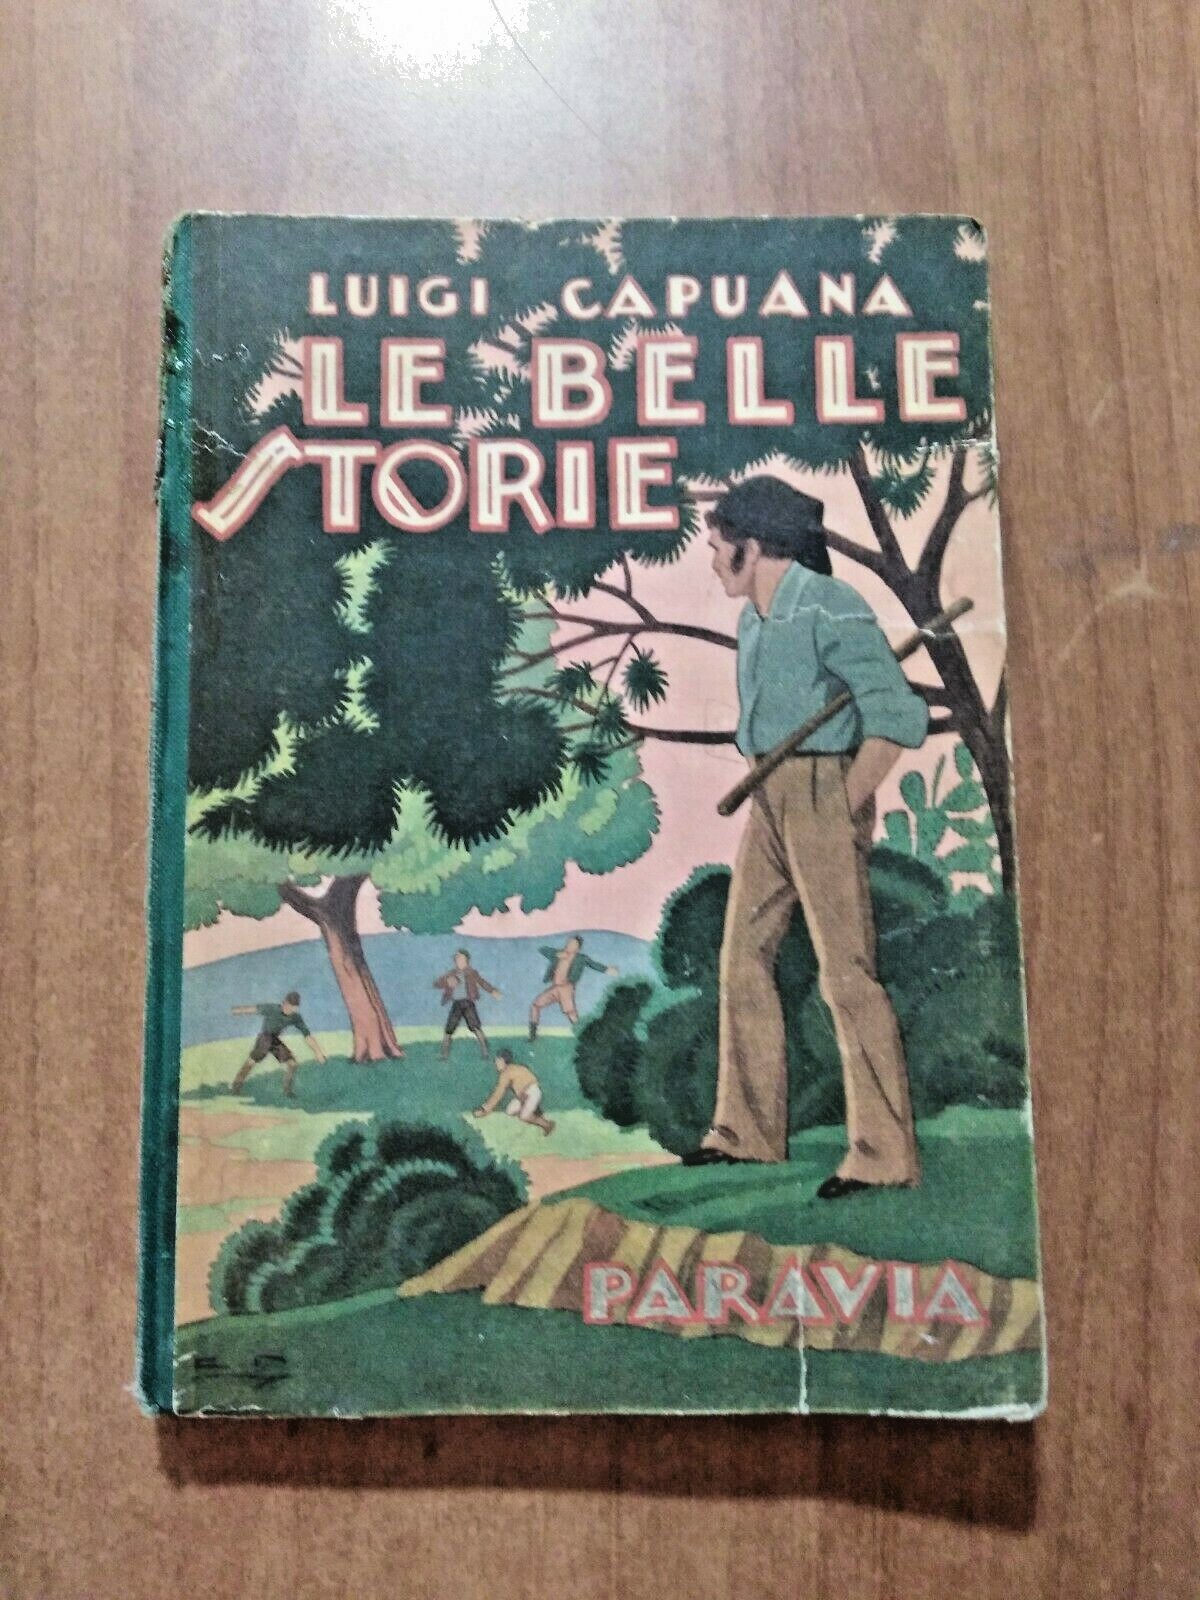 LUIGI CAPUANA
LE BELLE
STORIE
PARAVIA